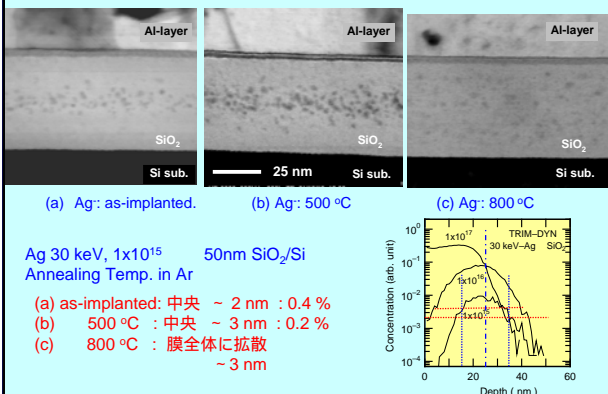 Al-layer
Al-layer
Al-layer
SiO2
SiO2
SiO2
Si sub.
Si sub.
Si sub.
25 nm
(a) Ag-: as-implanted.
(b) Ag-: 500 °C
(c) Ag-: 800 °C
Ag 30 keV, 1x10^15 50nm SiO2/Si
Annealing Temp. in Ar
(a) as-implanted: 中央 ~ 2 nm : 0.4 %
(b) 500 °C : 中央 ~ 3 nm : 0.2 %
(c) 800 °C : 膜全体に拡散
~ 3 nm
TRIM–DYN
30 keV–Ag SiO2
1x10^17
1x10^16
1x10^15
Concentration (arb. unit)
10^0
10^-1
10^-2
10^-3
10^-4
0 20 40 60
Depth ( nm )